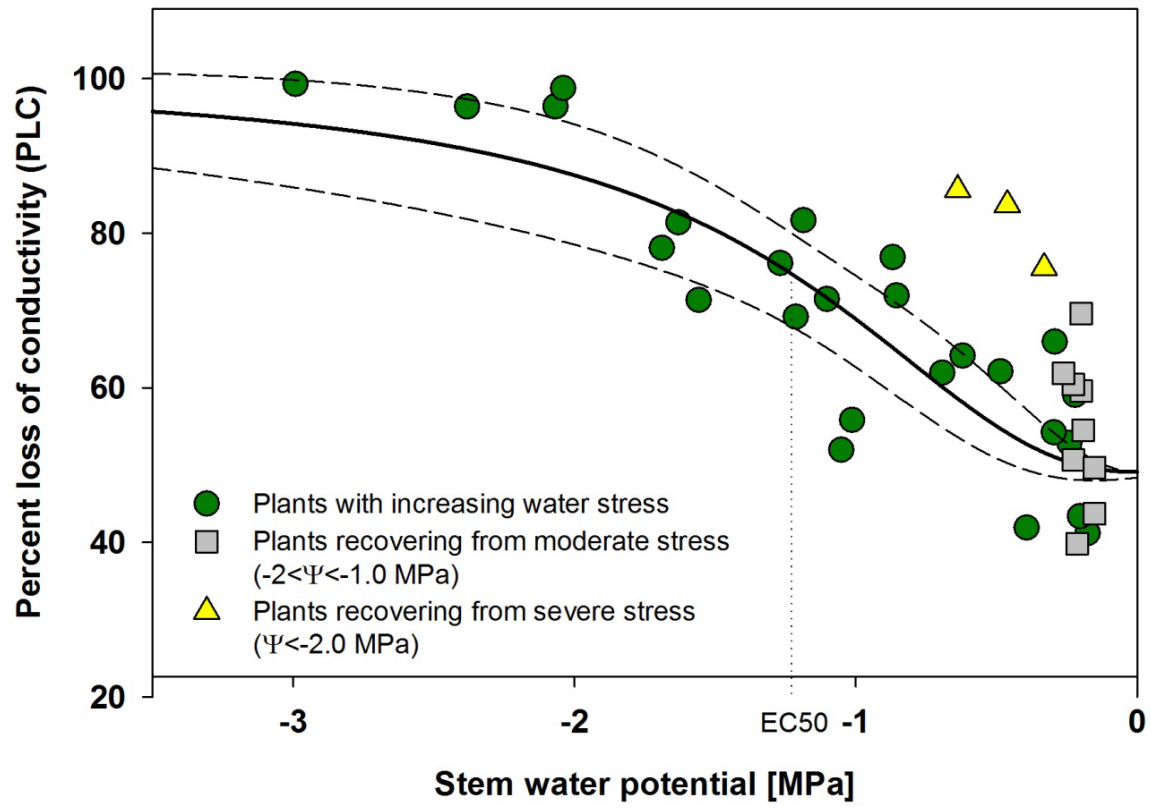 Percent loss of conductivity (PLC)
100
80
60
40
20
Plants with increasing water stress
Plants recovering from moderate stress
(-2<Ψ<-1.0 MPa)
Plants recovering from severe stress
(Ψ<-2.0 MPa)
-3
-2
EC50
-1
0
Stem water potential [MPa]